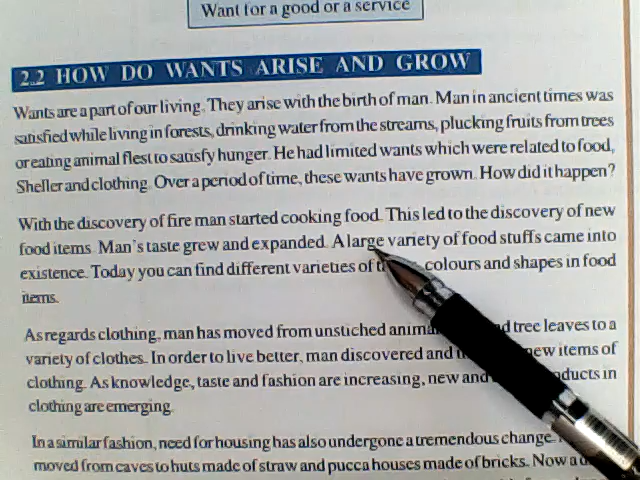 Want for a good or a service
2.2 HOW DO WANTS ARISE AND GROW
Wants are a part of our living. They arise with the birth of man. Man in ancient times was
satisfied while living in forests, drinking water from the streams, plucking fruits from trees
or eating animal flest to satisfy hunger. He had limited wants which were related to food,
Sheller and clothing. Over a period of time, these wants have grown. How did it happen?
With the discovery of fire man started cooking food. This led to the discovery of new
food items. Man's taste grew and expanded. A large variety of food stuffs came into
existence. Today you can find different varieties of colours and shapes in food
items.
As regards clothing, man has moved from unstiched tree leaves to a
variety of clothes. In order to live better, man discovered and new items of
clothing. As knowledge, taste and fashion are increasing, new and in
clothing are emerging.
In a similar fashion, need for housing has also undergone a tremendous change.
moved from caves to huts made of straw and pucca houses made of bricks. Now a